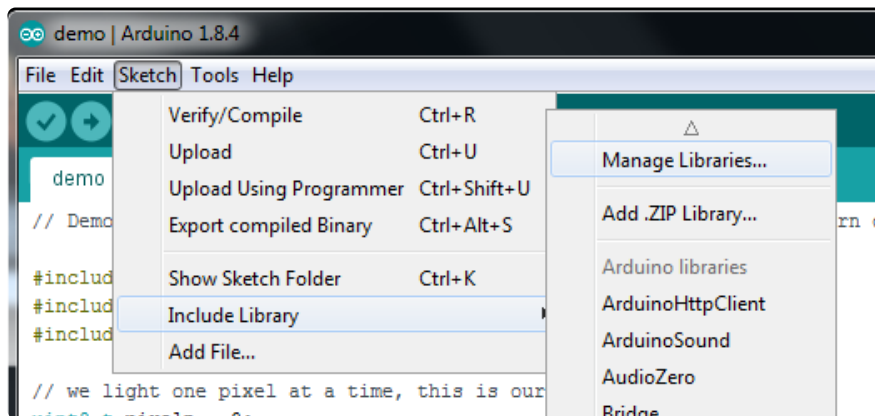 demo | Arduino 1.8.4
File Edit Sketch Tools Help
Verify/Compile Ctrl+R
Upload Ctrl+U
Upload Using Programmer Ctrl+Shift+U
Export compiled Binary Ctrl+Alt+S
Show Sketch Folder Ctrl+K
Include Library
Add File...
Manage Libraries...
Add .ZIP Library...
Arduino libraries
ArduinoHttpClient
ArduinoSound
AudioZero
Bridge
demo
// Demo
rn
#includ
#includ
#includ
// we light one pixel at a time, this is our